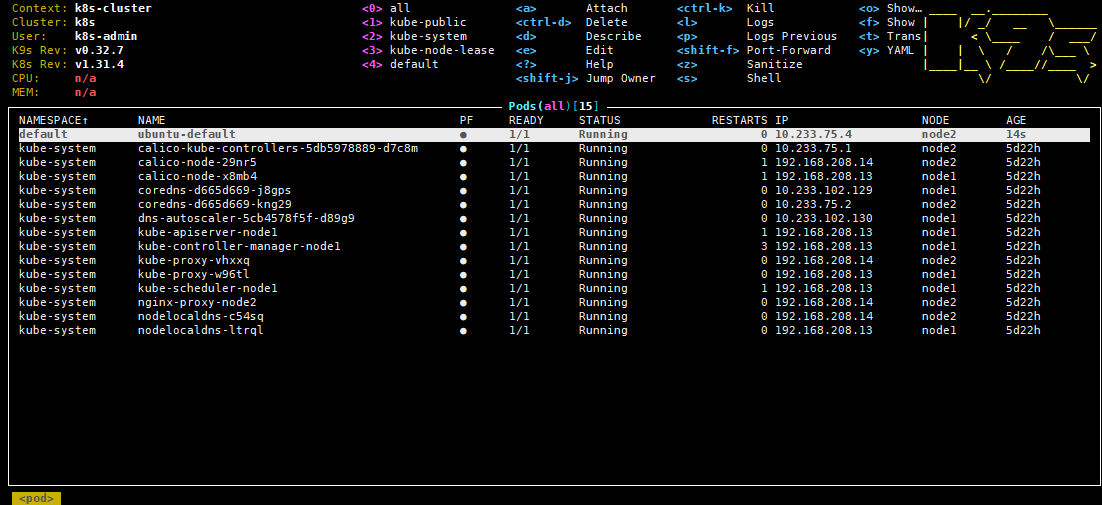 Context: k8s-cluster <0> all <a> Attach <ctrl-k> Kill <o> Show…
Cluster: k8s <1> kube-public <ctrl-d> Delete <l> Logs <f> Show
User: k8s-admin <2> kube-system <d> Describe <p> Logs Previous <t> Trans
K9s Rev: v0.32.7 <3> kube-node-lease <e> Edit <shift-f> Port-Forward <y> YAML
K8s Rev: v1.31.4 <4> default <?> Help <z> Sanitize
CPU: n/a <shift-j> Jump Owner <s> Shell
MEM: n/a
Pods(all)[15]
NAMESPACE↑ NAME PF READY STATUS RESTARTS IP NODE AGE
default ubuntu-default ● 1/1 Running 0 10.233.75.4 node2 14s
kube-system calico-kube-controllers-5db5978889-d7c8m ● 1/1 Running 0 10.233.75.1 node2 5d22h
kube-system calico-node-29nr5 ● 1/1 Running 1 192.168.208.14 node2 5d22h
kube-system calico-node-x8mb4 ● 1/1 Running 1 192.168.208.13 node1 5d22h
kube-system coredns-d665d669-j8gps ● 1/1 Running 0 10.233.102.129 node1 5d22h
kube-system coredns-d665d669-kng29 ● 1/1 Running 0 10.233.75.2 node2 5d22h
kube-system dns-autoscaler-5cb4578f5f-d89g9 ● 1/1 Running 0 10.233.102.130 node1 5d22h
kube-system kube-apiserver-node1 ● 1/1 Running 1 192.168.208.13 node1 5d22h
kube-system kube-controller-manager-node1 ● 1/1 Running 3 192.168.208.13 node1 5d22h
kube-system kube-proxy-vhxxq ● 1/1 Running 0 192.168.208.14 node2 5d22h
kube-system kube-proxy-w96tl ● 1/1 Running 0 192.168.208.13 node1 5d22h
kube-system kube-scheduler-node1 ● 1/1 Running 1 192.168.208.13 node1 5d22h
kube-system nginx-proxy-node2 ● 1/1 Running 0 192.168.208.14 node2 5d22h
kube-system nodelocaldns-c54sq ● 1/1 Running 0 192.168.208.14 node2 5d22h
kube-system nodelocaldns-ltrql ● 1/1 Running 0 192.168.208.13 node1 5d22h
<pod>